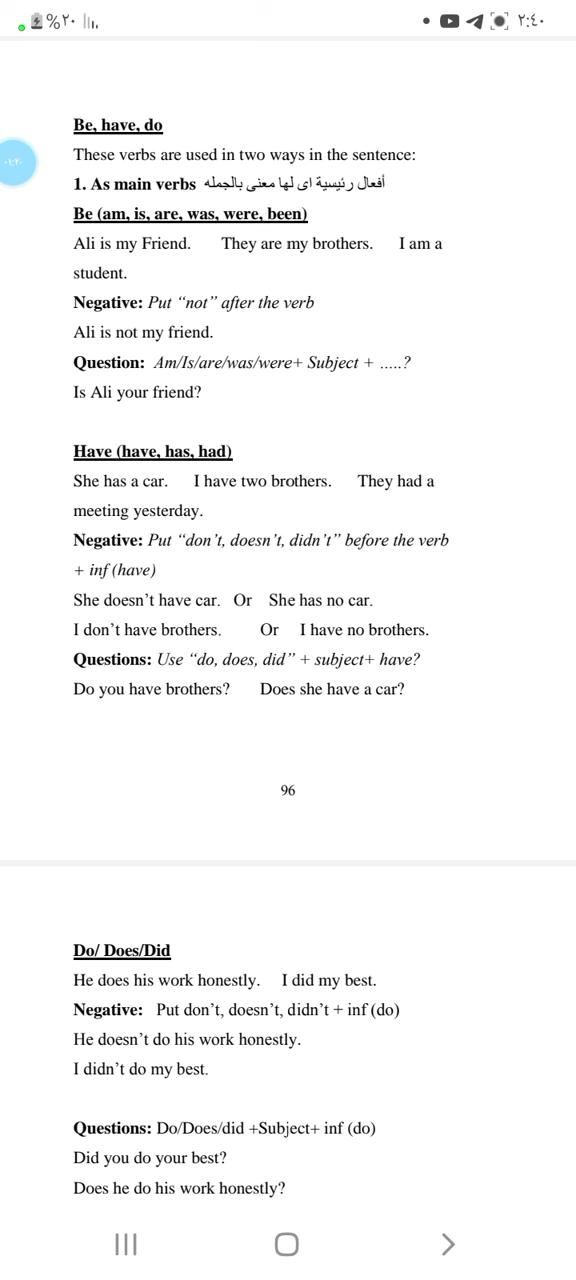 %٢٠
٢:٤٠
Be, have, do
These verbs are used in two ways in the sentence:
1. As main verbs أفعال رئيسية اى لها معنى بالجمله
Be (am, is, are, was, were, been)
Ali is my Friend. They are my brothers. I am a
student.
Negative: Put “not” after the verb
Ali is not my friend.
Question: Am/Is/are/was/were+ Subject + .....?
Is Ali your friend?
Have (have, has, had)
She has a car. I have two brothers. They had a
meeting yesterday.
Negative: Put “don’t, doesn’t, didn’t” before the verb
+ inf (have)
She doesn’t have car. Or She has no car.
I don’t have brothers. Or I have no brothers.
Questions: Use “do, does, did” + subject+ have?
Do you have brothers? Does she have a car?
96
Do/ Does/Did
He does his work honestly. I did my best.
Negative: Put don’t, doesn’t, didn’t + inf (do)
He doesn’t do his work honestly.
I didn’t do my best.
Questions: Do/Does/did +Subject+ inf (do)
Did you do your best?
Does he do his work honestly?